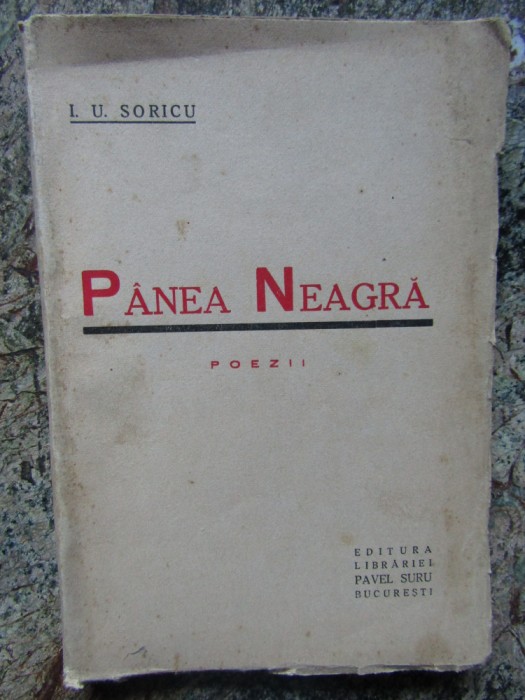 I. U. SORICU
PÂNEA NEAGRĂ
POEZII
EDITURA
LIBRĂRIEI
PAVEL SURU
BUCUREȘTI